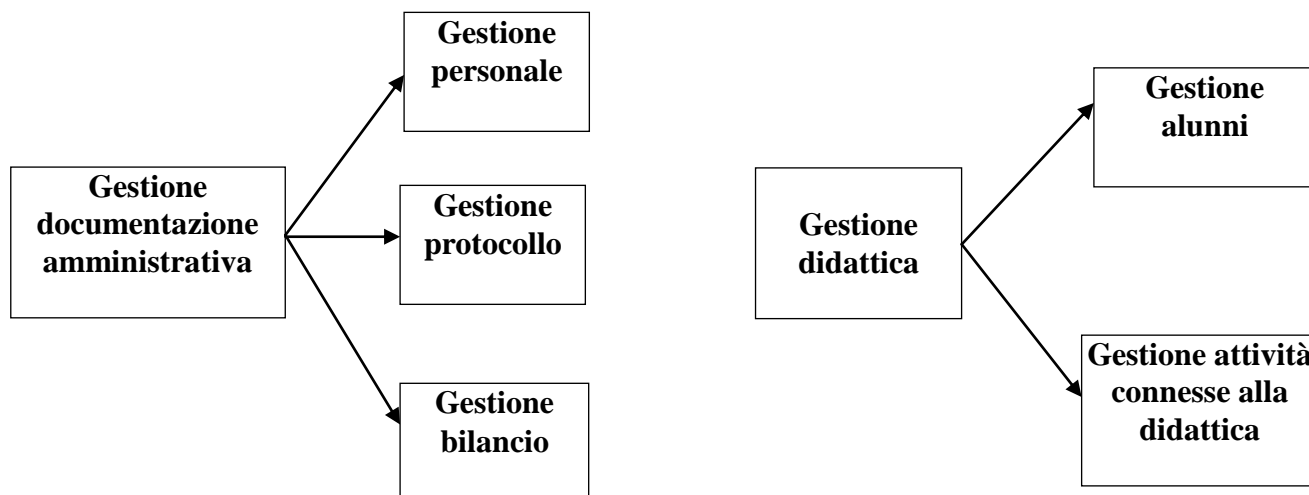 Gestione
personale
Gestione
documentazione
amministrativa
Gestione
protocollo
Gestione
bilancio
Gestione
didattica
Gestione
alunni
Gestione attività
connesse alla
didattica